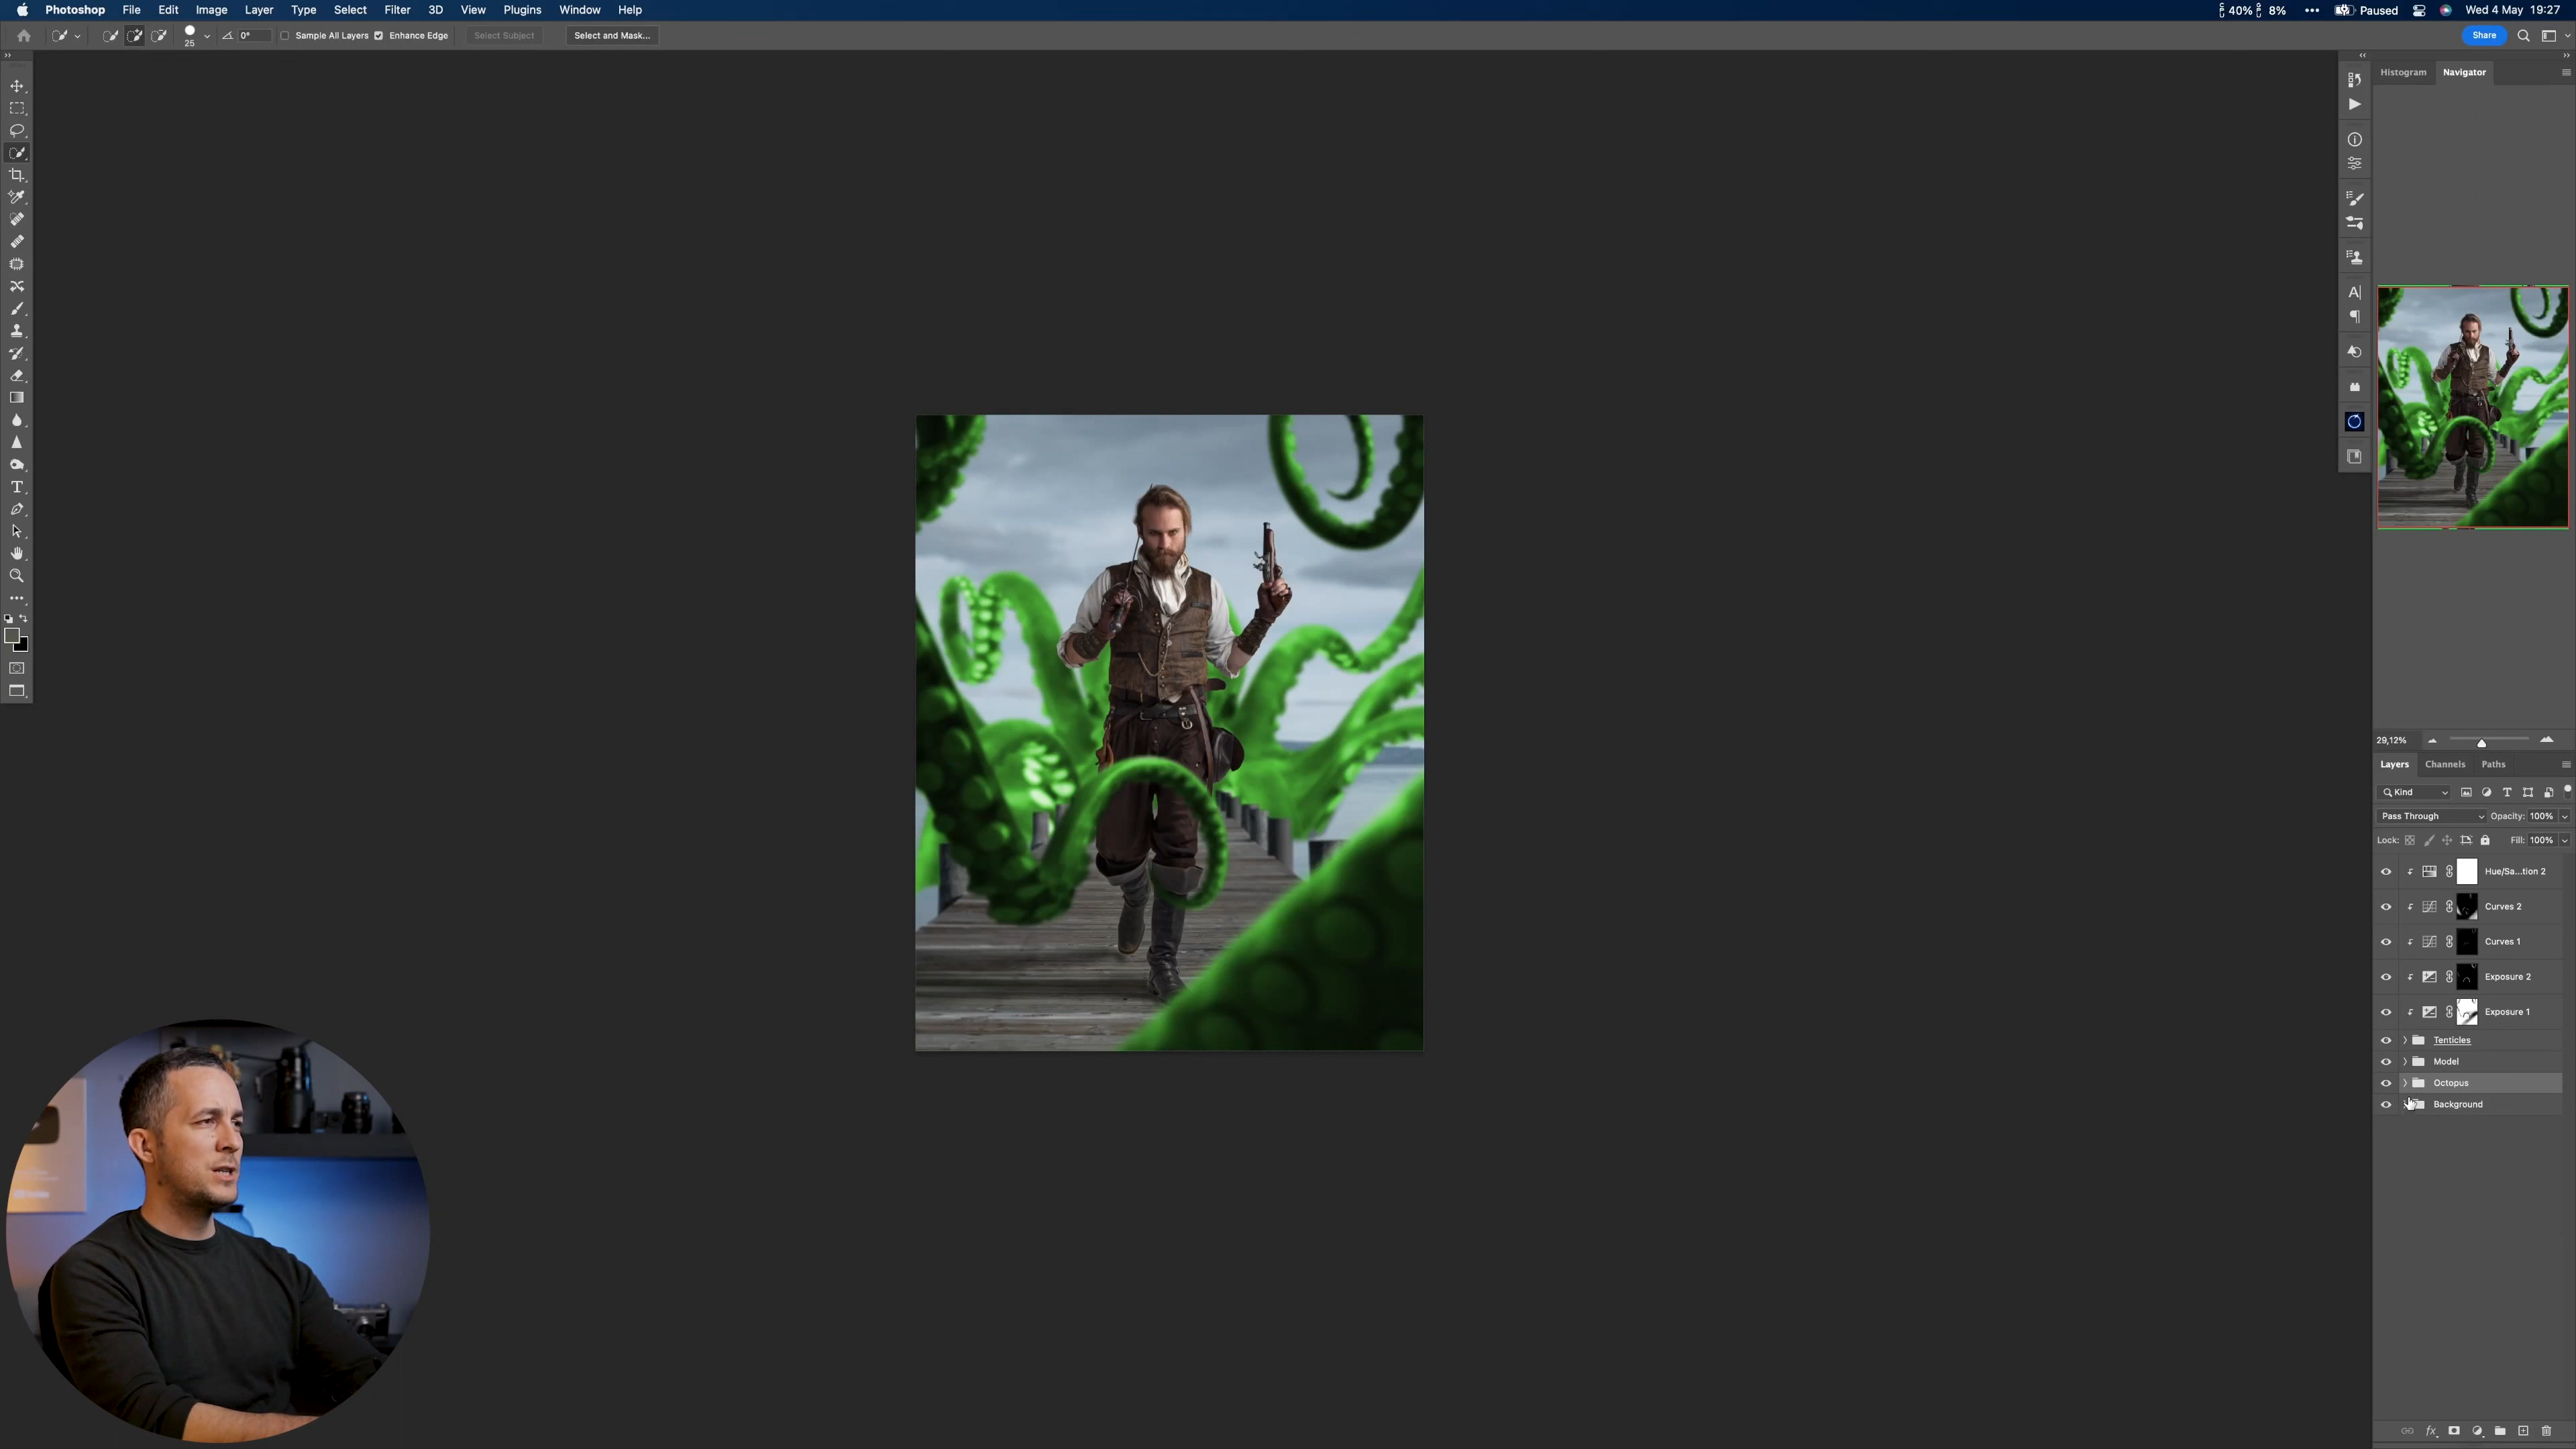 Photoshop File Edit Image Layer Type Select Filter 3D View Plugins Window Help 40% 8% Paused Wed 4 May 19:27
25 0° Sample All Layers Enhance Edge Select Subject Select and Mask... Share
Histogram Navigator
29,12%
Layers Channels Paths
Kind
Pass Through Opacity: 100%
Lock: Fill: 100%
Hue/Sa...tion 2
Curves 2
Curves 1
Exposure 2
Exposure 1
Tenticles
Model
Octopus
Background